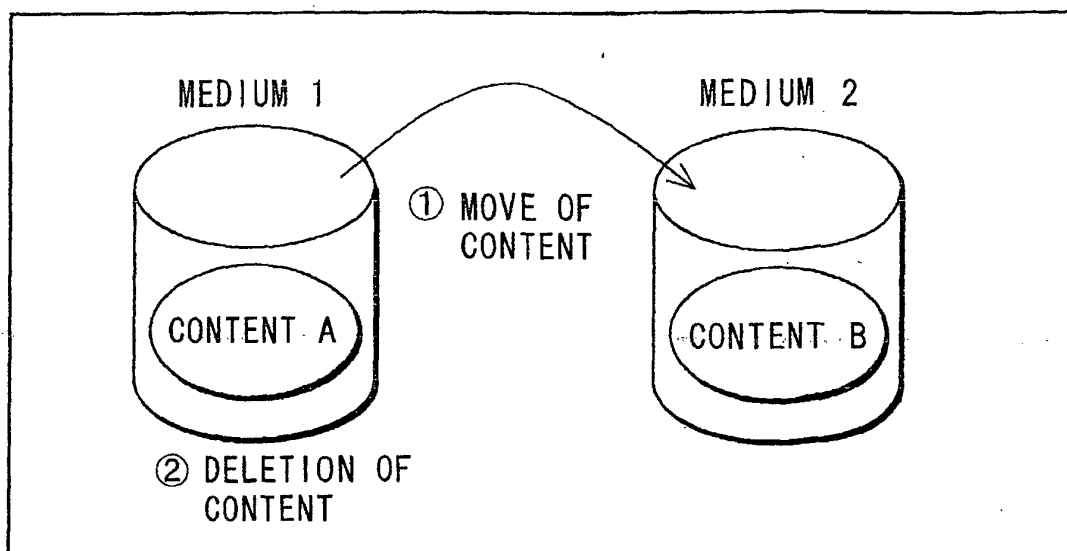 MEDIUM 1
MEDIUM 2
① MOVE OF
CONTENT
CONTENT A
CONTENT B
② DELETION OF
CONTENT